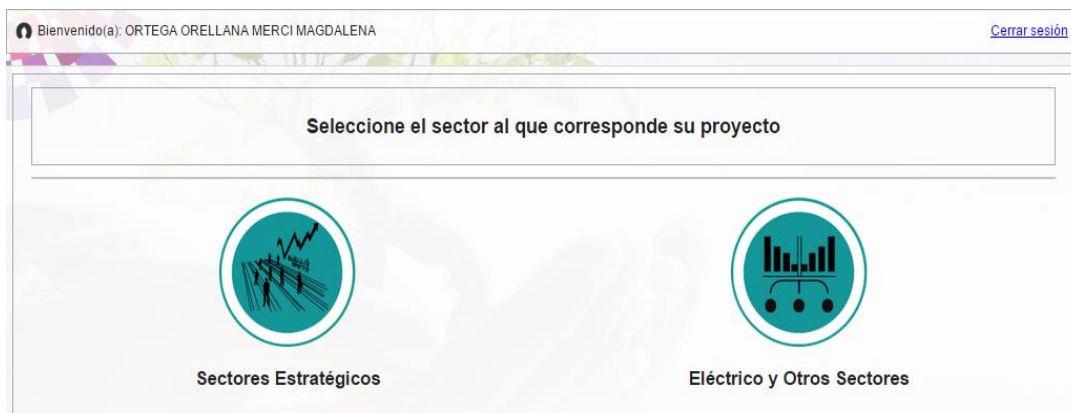 Bienvenido(a): ORTEGA ORELLANA MERCI MAGDALENA
Cerrar sesión
Seleccione el sector al que corresponde su proyecto
Sectores Estratégicos
Eléctrico y Otros Sectores